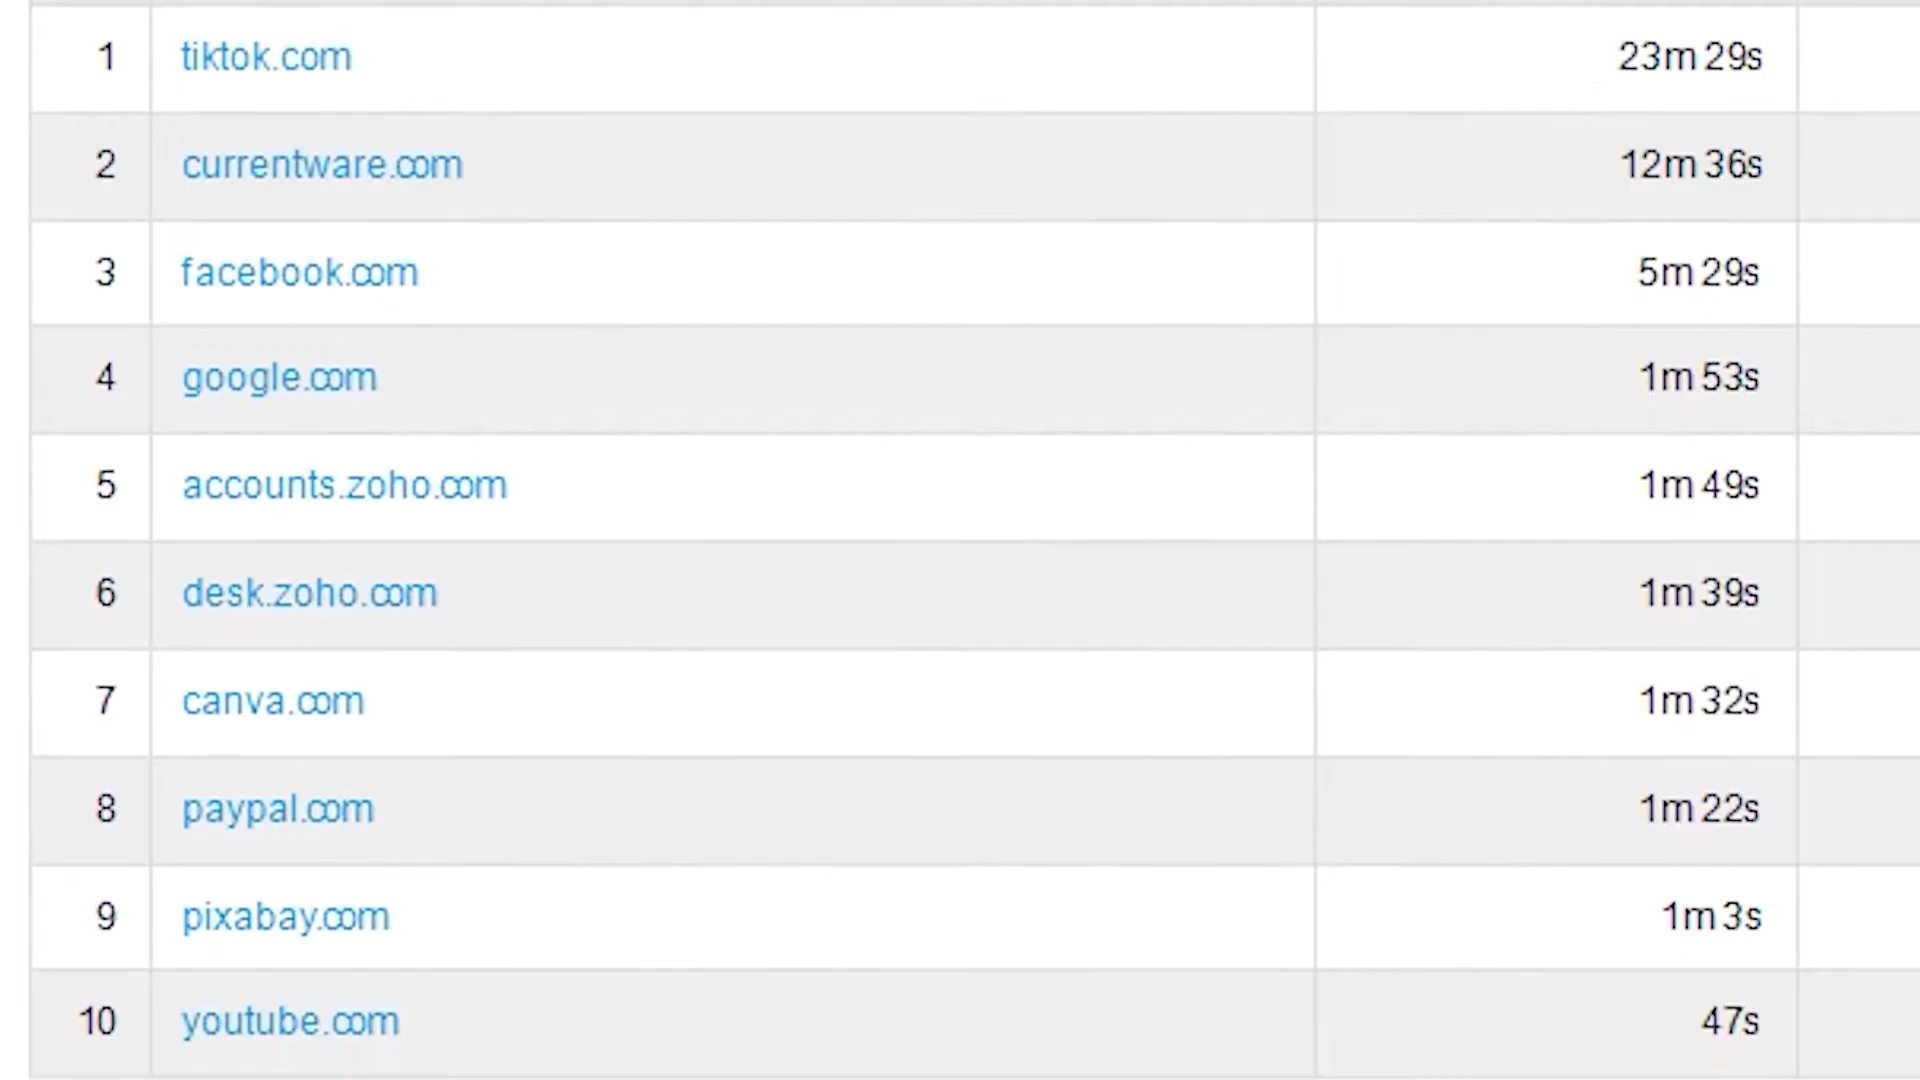 1 tiktok.com 23m 29s
2 currentware.com 12m 36s
3 facebook.com 5m 29s
4 google.com 1m 53s
5 accounts.zoho.com 1m 49s
6 desk.zoho.com 1m 39s
7 canva.com 1m 32s
8 paypal.com 1m 22s
9 pixabay.com 1m 3s
10 youtube.com 47s